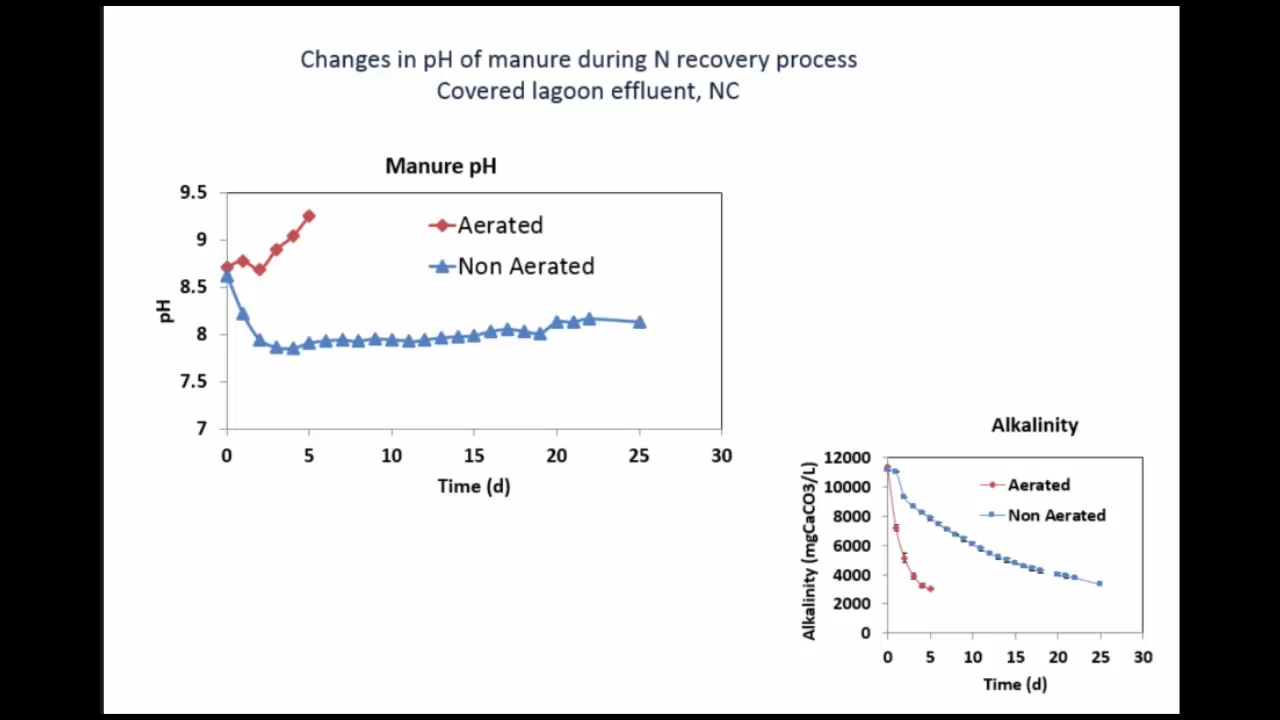 Changes in pH of manure during N recovery process
Covered lagoon effluent, NC
Manure pH
9.5
9
8.5
8
7.5
7
pH
Aerated
Non Aerated
0 5 10 15 20 25 30
Time (d)
Alkalinity
12000
10000
8000
6000
4000
2000
0
Alkalinity (mgCaCO3/L)
Aerated
Non Aerated
0 5 10 15 20 25 30
Time (d)